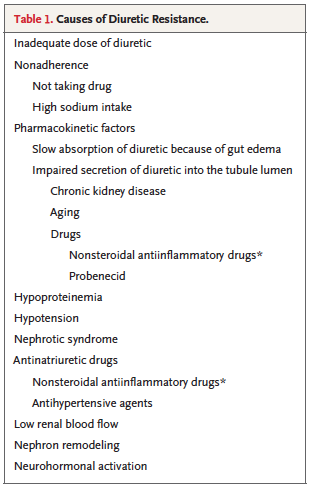 Table 1. Causes of Diuretic Resistance.
Inadequate dose of diuretic
Nonadherence
Not taking drug
High sodium intake
Pharmacokinetic factors
Slow absorption of diuretic because of gut edema
Impaired secretion of diuretic into the tubule lumen
Chronic kidney disease
Aging
Drugs
Nonsteroidal antiinflammatory drugs*
Probenecid
Hypoproteinemia
Hypotension
Nephrotic syndrome
Antinatriuretic drugs
Nonsteroidal antiinflammatory drugs*
Antihypertensive agents
Low renal blood flow
Nephron remodeling
Neurohormonal activation